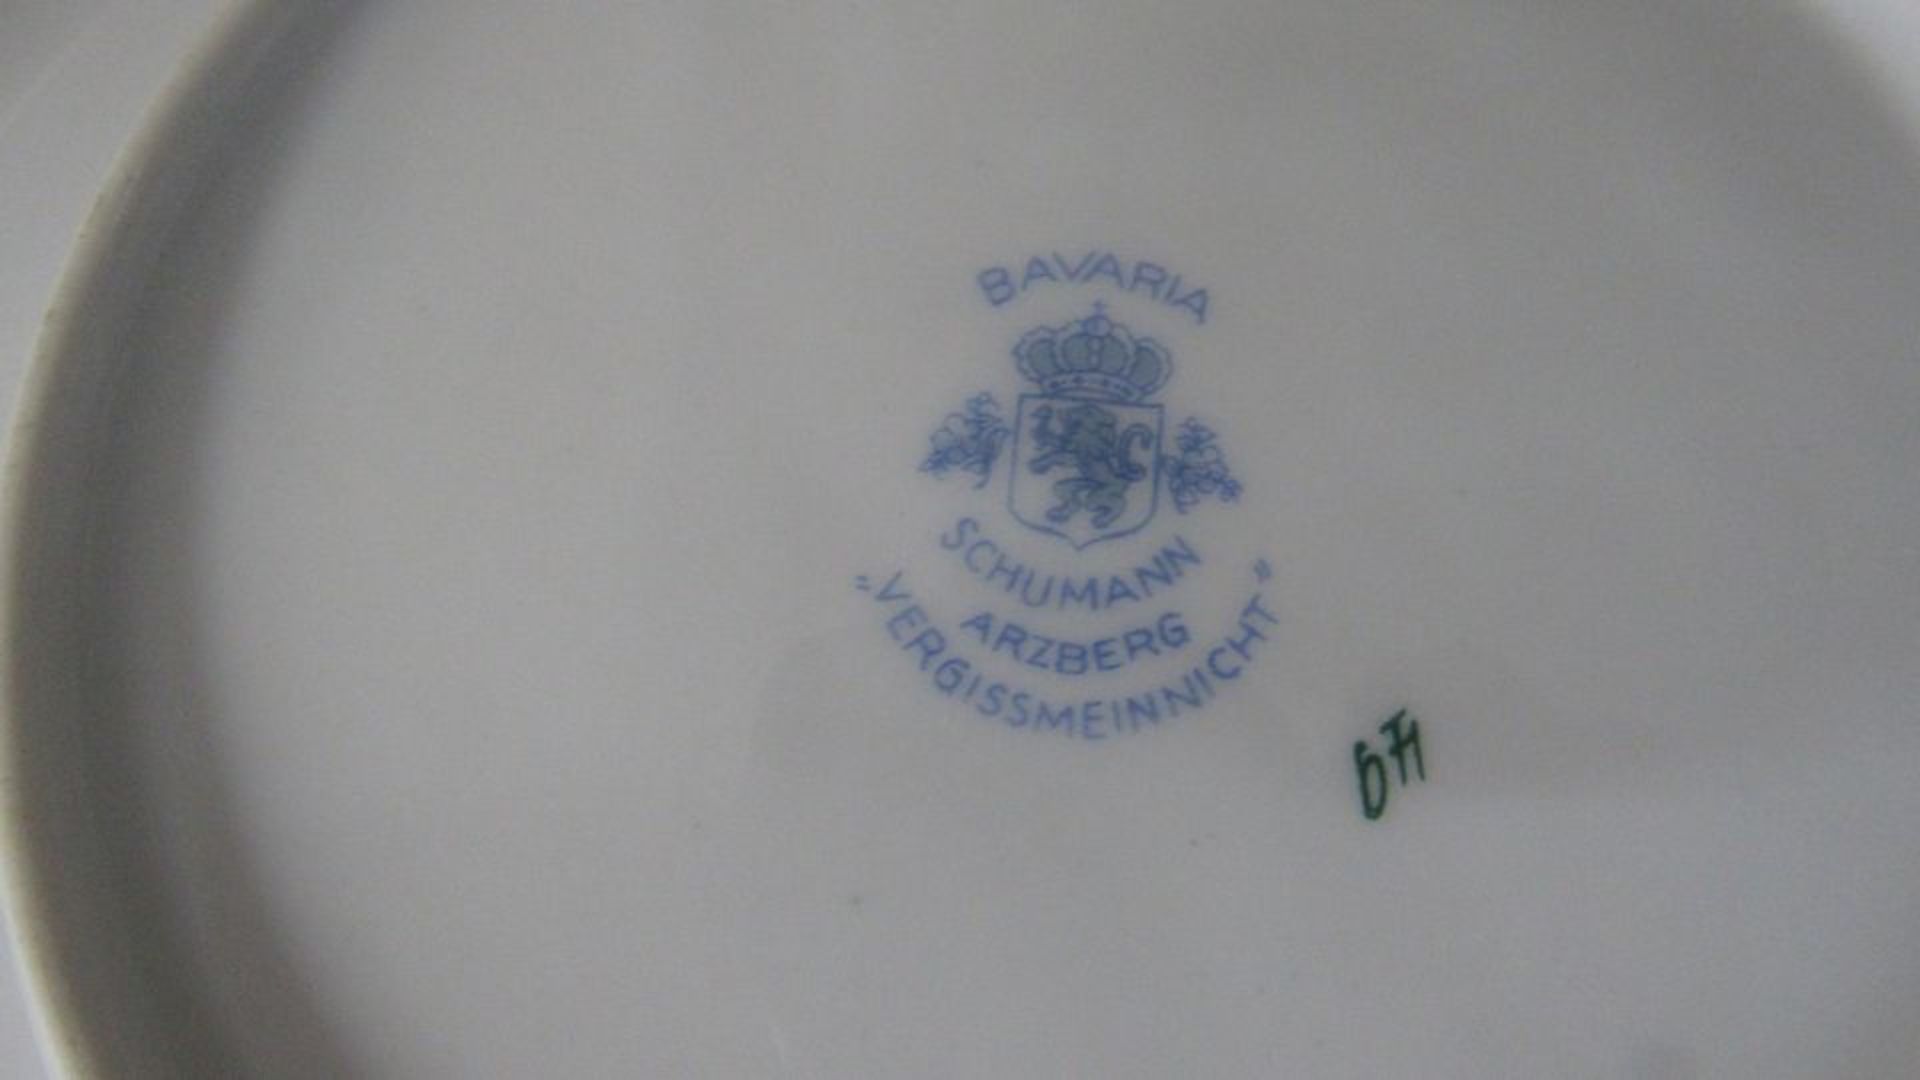 BAVARIA
SCHUMANN
ARZBERG
"VERGISSMEINNICHT"